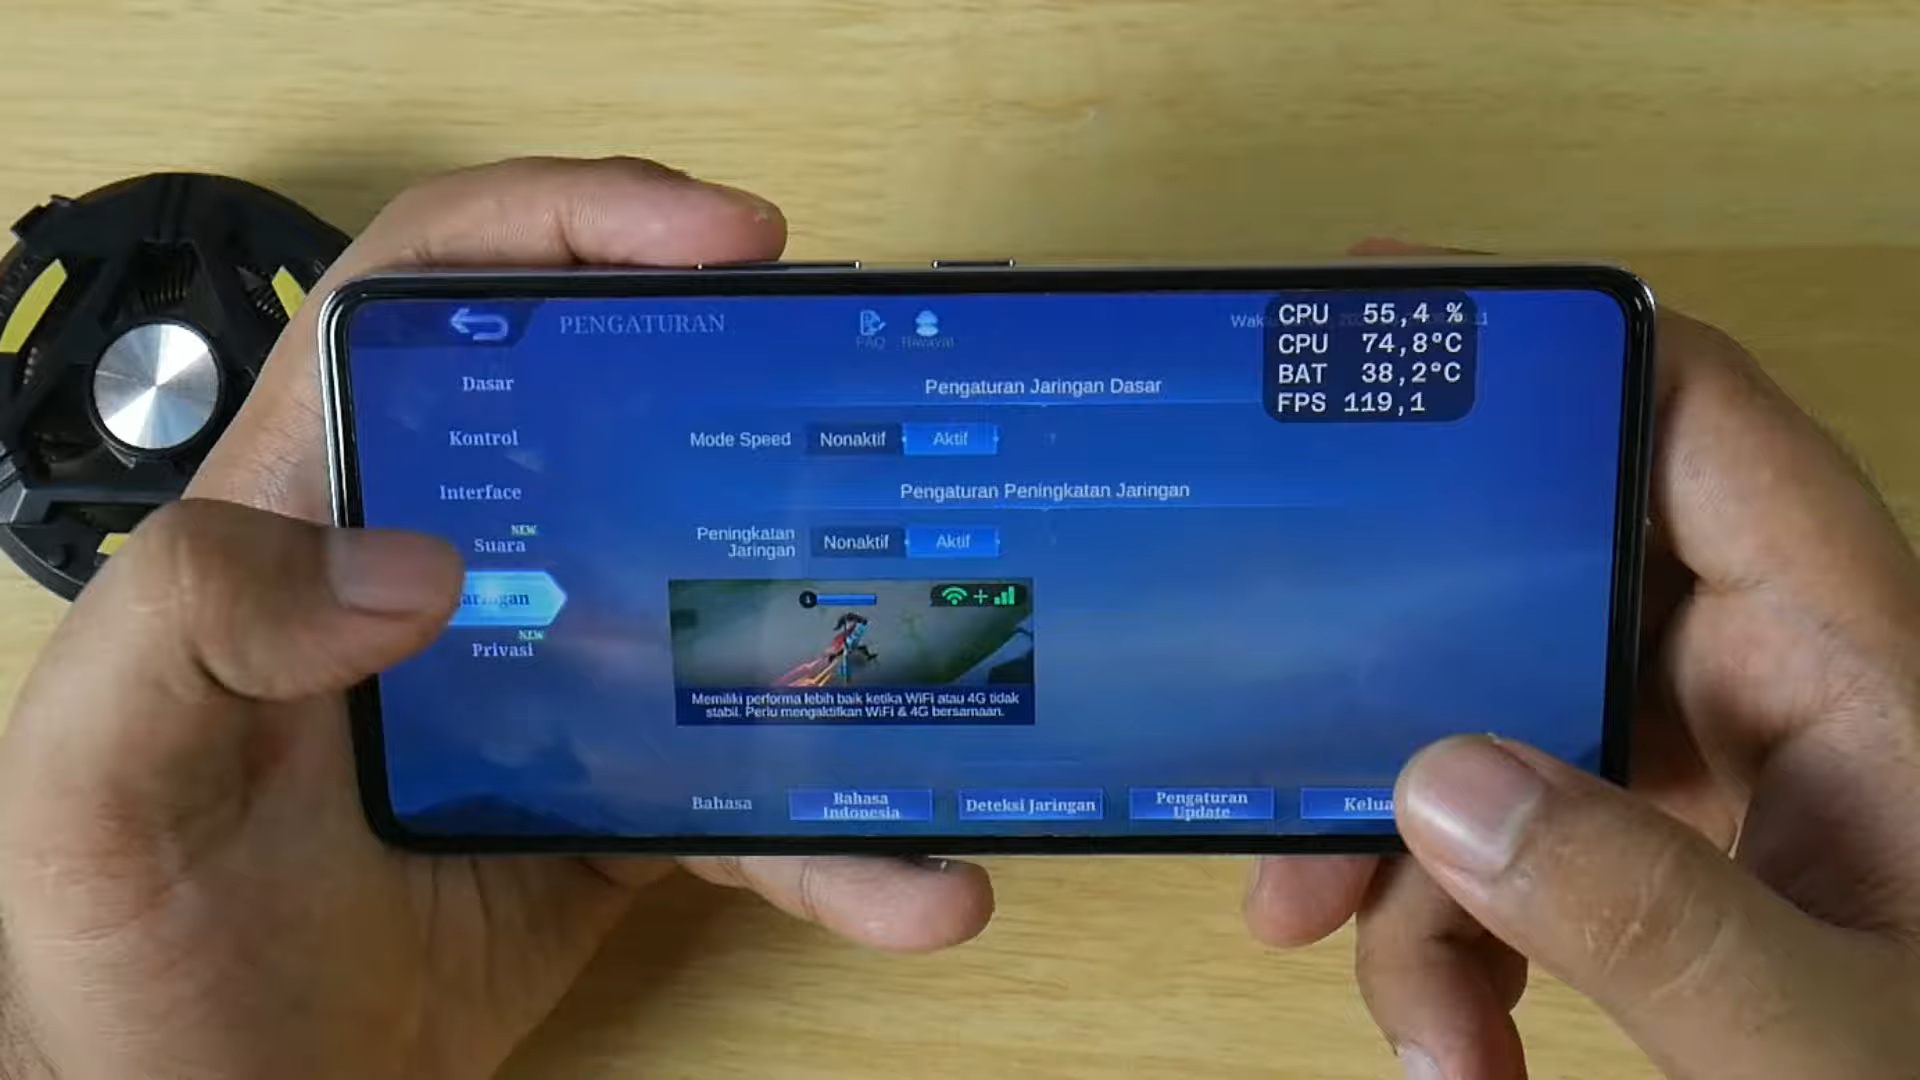 PENGATURAN
FAQ
Riwayat
CPU 55,4 %
CPU 74,8°C
BAT 38,2°C
FPS 119,1
Dasar
Kontrol
Interface
NEW
Suara
Jaringan
NEW
Privasi
Pengaturan Jaringan Dasar
Mode Speed Nonaktif Aktif
Pengaturan Peningkatan Jaringan
Peningkatan
Jaringan
Nonaktif Aktif
Memiliki performa lebih baik ketika WiFi atau 4G tidak
stabil. Perlu mengaktifkan WiFi & 4G bersamaan.
Bahasa
Bahasa
Indonesia
Deteksi Jaringan
Pengaturan
Update